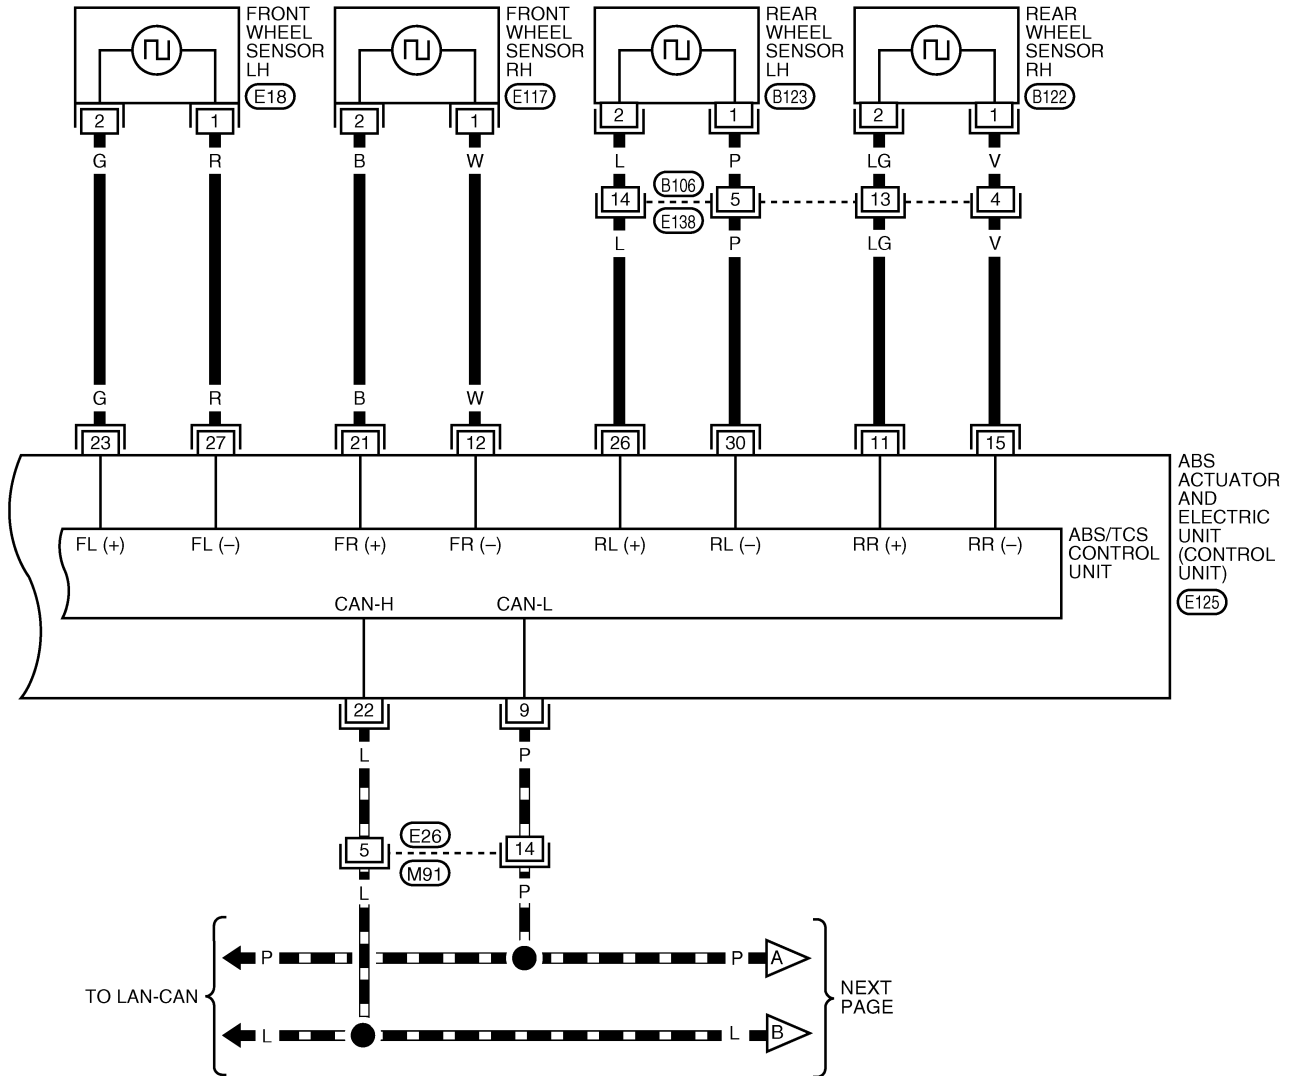 FRONT
WHEEL
SENSOR
LH
E18
FRONT
WHEEL
SENSOR
RH
E117
REAR
WHEEL
SENSOR
LH
B123
REAR
WHEEL
SENSOR
RH
B122
2 1 2 1 2 1 2 1
G R B W L P LG V
14 B106 5 13 4
E138
L P LG V
G R B W
23 27 21 12 26 30 11 15
ABS
ACTUATOR
AND
ELECTRIC
UNIT
(CONTROL
UNIT)
E125
FL (+) FL (–) FR (+) FR (–) RL (+) RL (–) RR (+) RR (–)
ABS/TCS
CONTROL
UNIT
CAN-H CAN-L
22 9
L P
5 E26 14
M91
L P
P P A
TO LAN-CAN
NEXT
PAGE
L L B